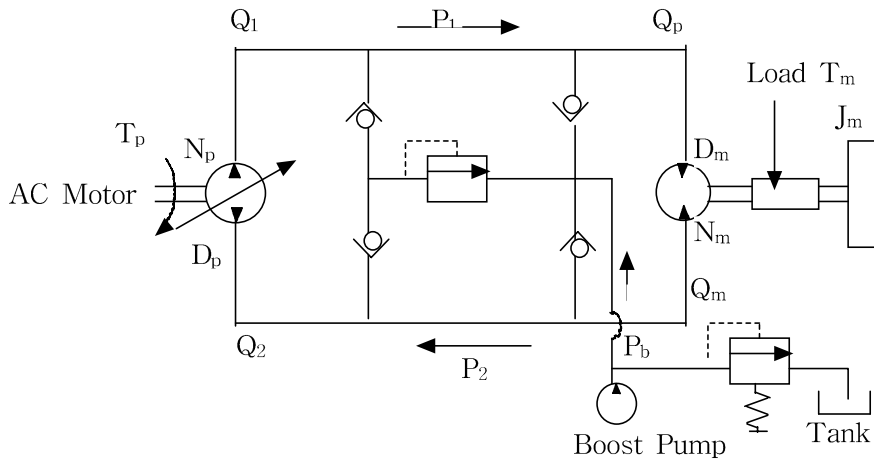 Q1 P1 Qp
Load Tm
Tp Np Jm
Dm
AC Motor
Nm
Dp
Qm
Q2 P2 Pb
Boost Pump Tank